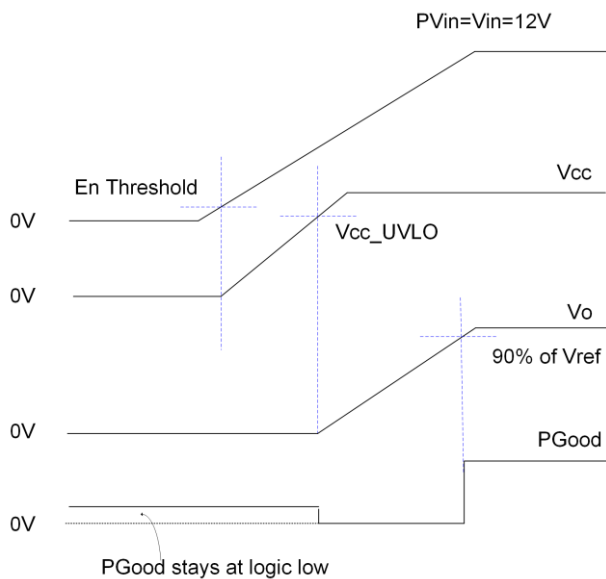 PVin=Vin=12V
En Threshold
Vcc
0V
Vcc_UVLO
0V
Vo
90% of Vref
0V
PGood
0V
PGood stays at logic low